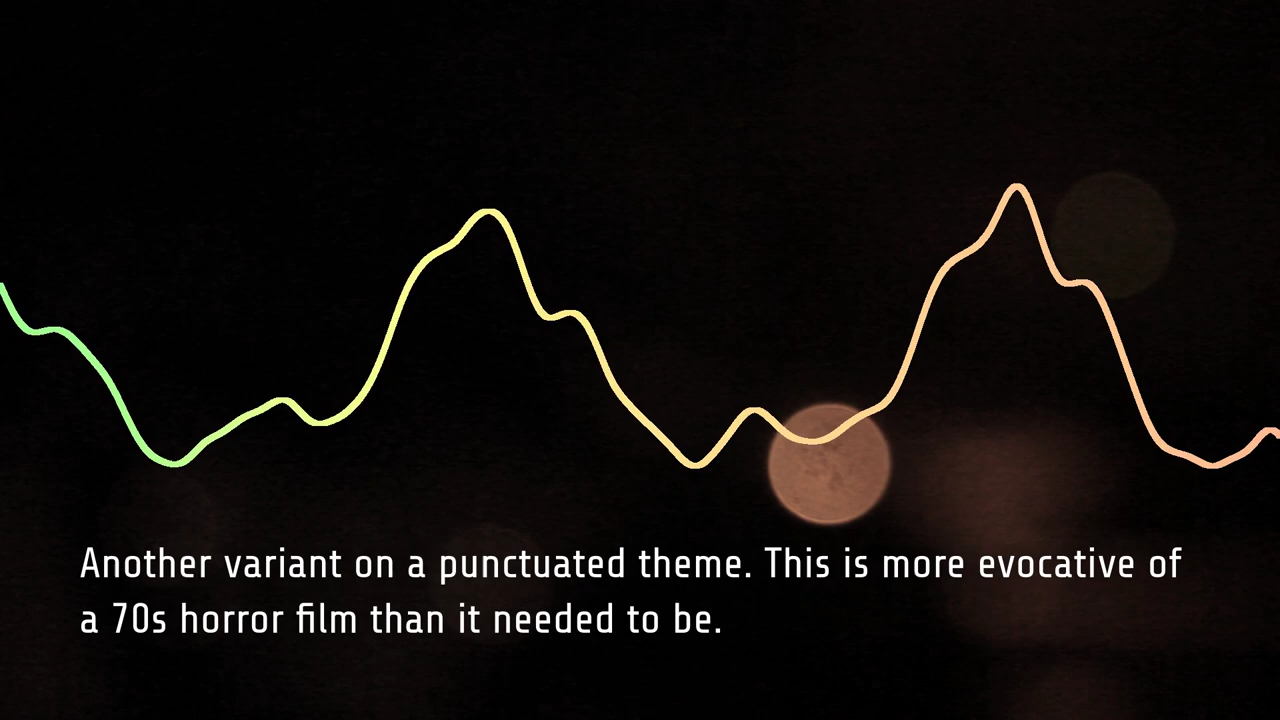 Another variant on a punctuated theme. This is more evocative of
a 70s horror film than it needed to be.